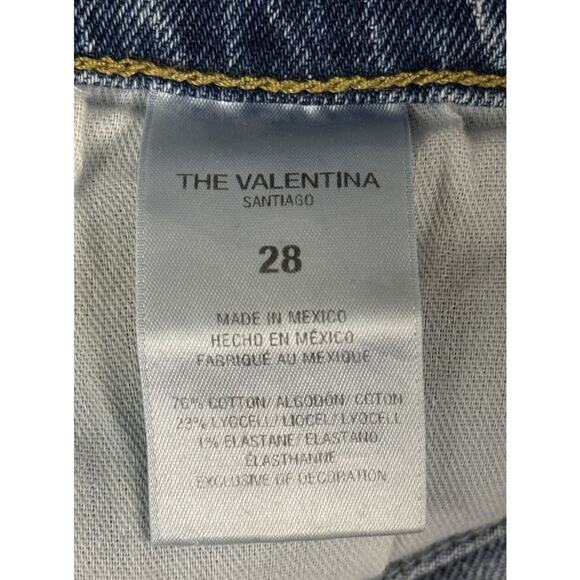 THE VALENTINA
SANTIAGO
28
MADE IN MEXICO
HECHO EN MÉXICO
FABRIQUÉ AU MEXIQUE
76% COTTON/ALGODON/COTON
23% LYOCELL/LIOCEL/LYOCELL
1% ELASTANE/ELASTANO
ÉLASTHANNE
EXCLUSIVE OF DECORATION